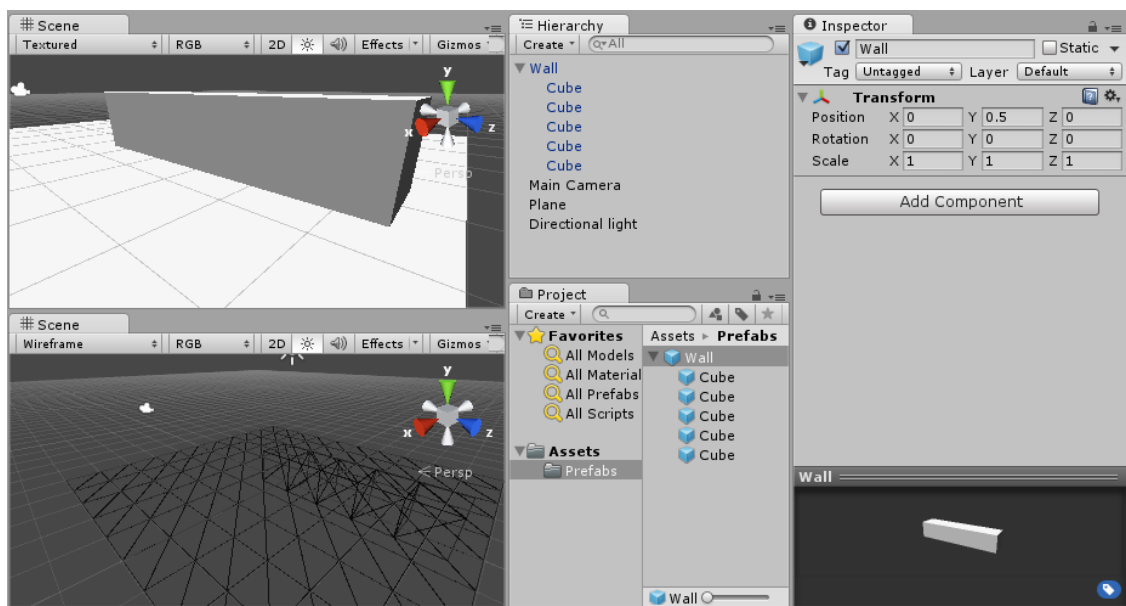 Scene
Textured RGB 2D Effects Gizmos
y
x
z
Persp
Scene
Wireframe RGB 2D Effects Gizmos
y
x
z
Persp
Hierarchy
Create All
Wall
Cube
Cube
Cube
Cube
Cube
Main Camera
Plane
Directional light
Project
Create
Favorites
All Models
All Material
All Prefabs
All Scripts
Assets
Prefabs
Assets Prefabs
Wall
Cube
Cube
Cube
Cube
Cube
Wall
Inspector
Wall Static
Tag Untagged Layer Default
Transform
Position X 0 Y 0.5 Z 0
Rotation X 0 Y 0 Z 0
Scale X 1 Y 1 Z 1
Add Component
Wall